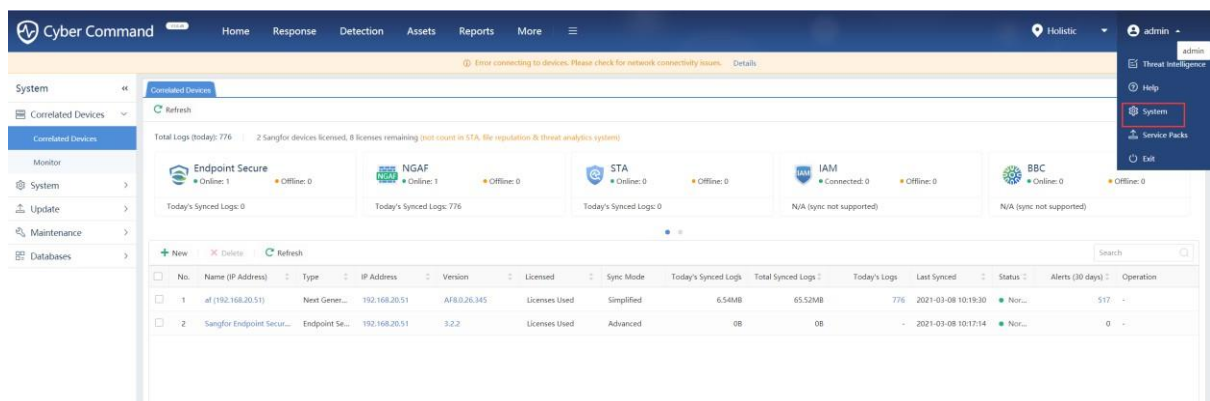 Cyber Command
Home Response Detection Assets Reports More
Holistic admin
admin
Error connecting to devices. Please check for network connectivity issues. Details
Threat Intelligence
Help
System
Service Packs
Exit
System
Correlated Devices
Correlated Devices
Monitor
System
Update
Maintenance
Databases
Correlated Devices
Refresh
Total Logs (today): 776 2 Sangfor devices licensed, 8 licenses remaining (not count in STA, file reputation & threat analytics system)
Endpoint Secure
Online: 1 Offline: 0
Today's Synced Logs: 0
NGAF
NGAF
Online: 1 Offline: 0
Today's Synced Logs: 776
STA
Online: 0 Offline: 0
Today's Synced Logs: 0
IAM
IAM
Connected: 0 Offline: 0
N/A (sync not supported)
BBC
Online: 0 Offline: 0
N/A (sync not supported)
New Delete Refresh
Search
No. Name (IP Address) Type IP Address Version Licensed Sync Mode Today's Synced Logs Total Synced Logs Today's Logs Last Synced Status Alerts (30 days) Operation
1 af (192.168.20.51) Next Gener... 192.168.20.51 AF8.0.26.345 Licenses Used Simplified 6.54MB 65.52MB 776 2021-03-08 10:19:30 Nor... 517 -
2 Sangfor Endpoint Secur... Endpoint Se... 192.168.20.51 3.2.2 Licenses Used Advanced 0B 0B - 2021-03-08 10:17:14 Nor... 0 -